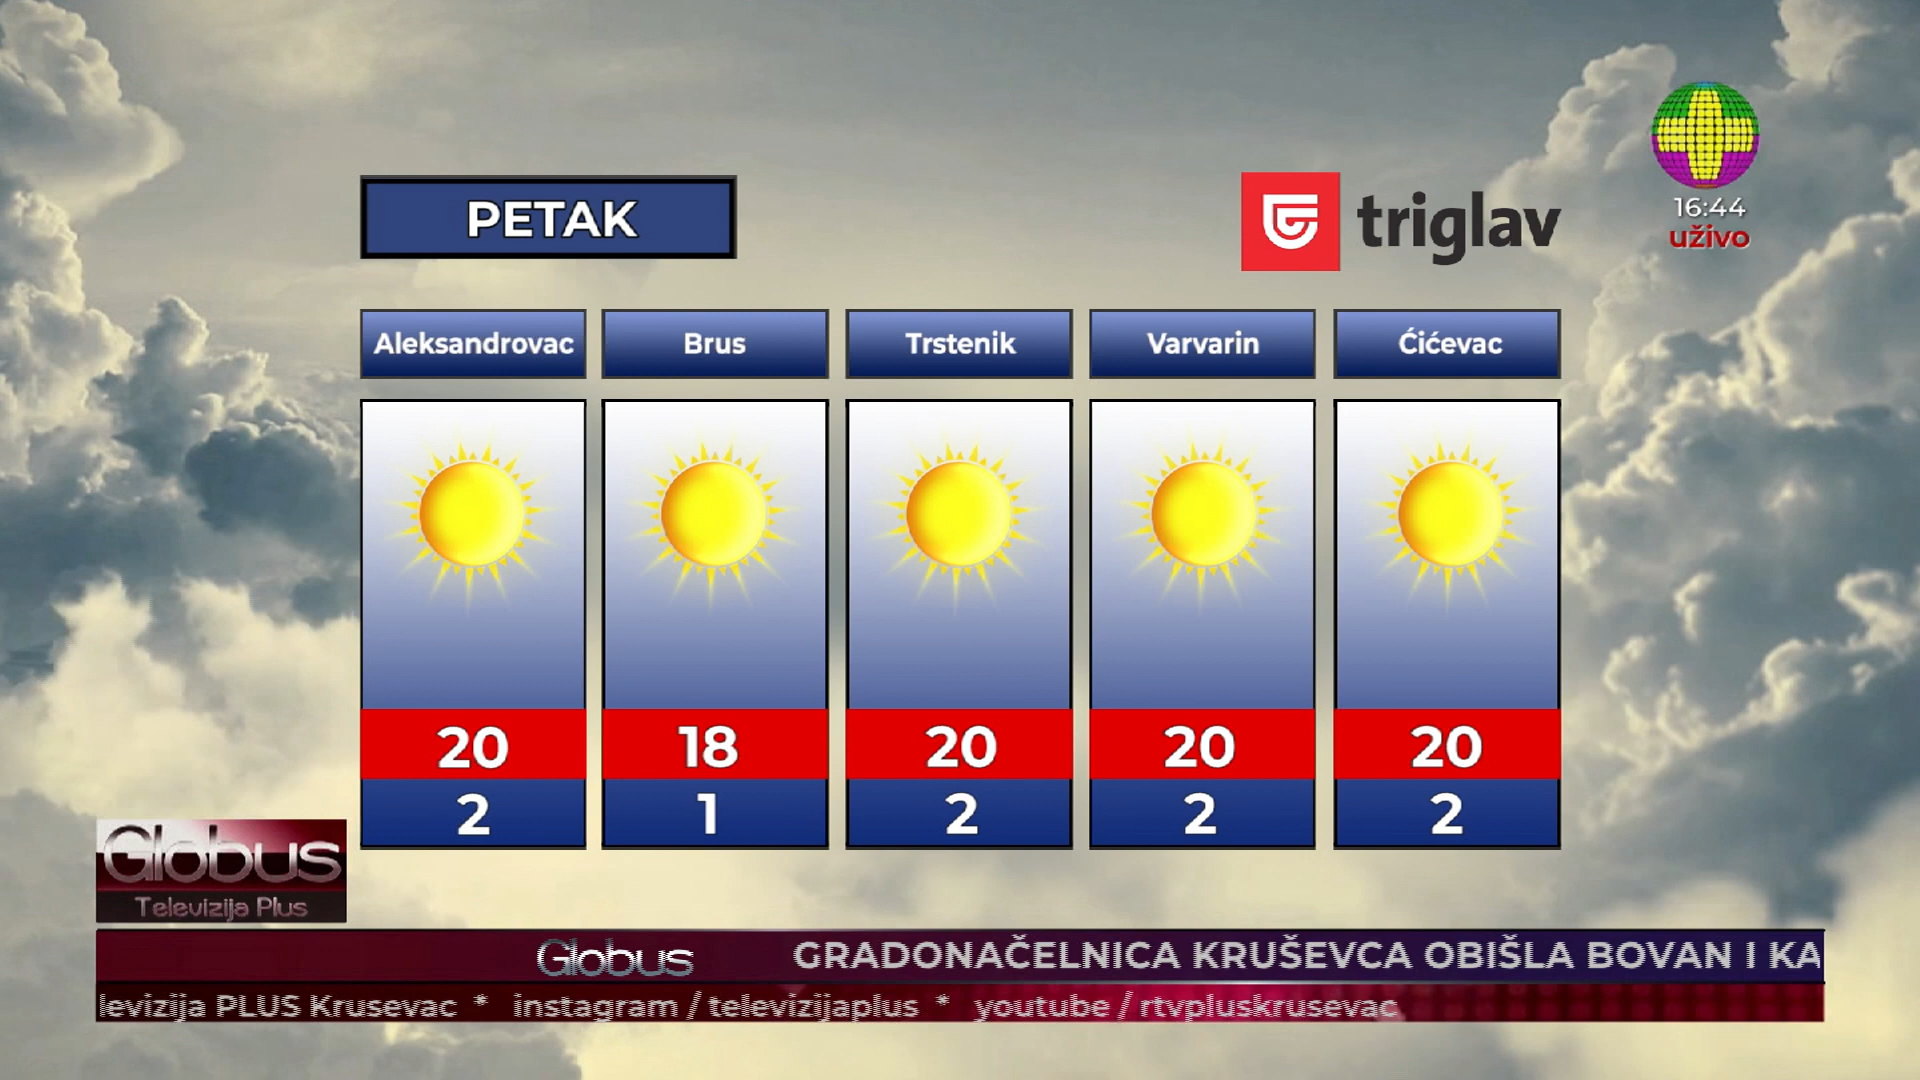 PETAK
triglav
16:44
uživo
Aleksandrovac
Brus
Trstenik
Varvarin
Ćićevac
20
18
20
20
20
2
1
2
2
2
Globus
Televizija Plus
Globus GRADONAČELNICA KRUŠEVCA OBIŠLA BOVAN I KA
levizija PLUS Krusevac * instagram / televizijaplus * youtube / rtvpluskrusevac